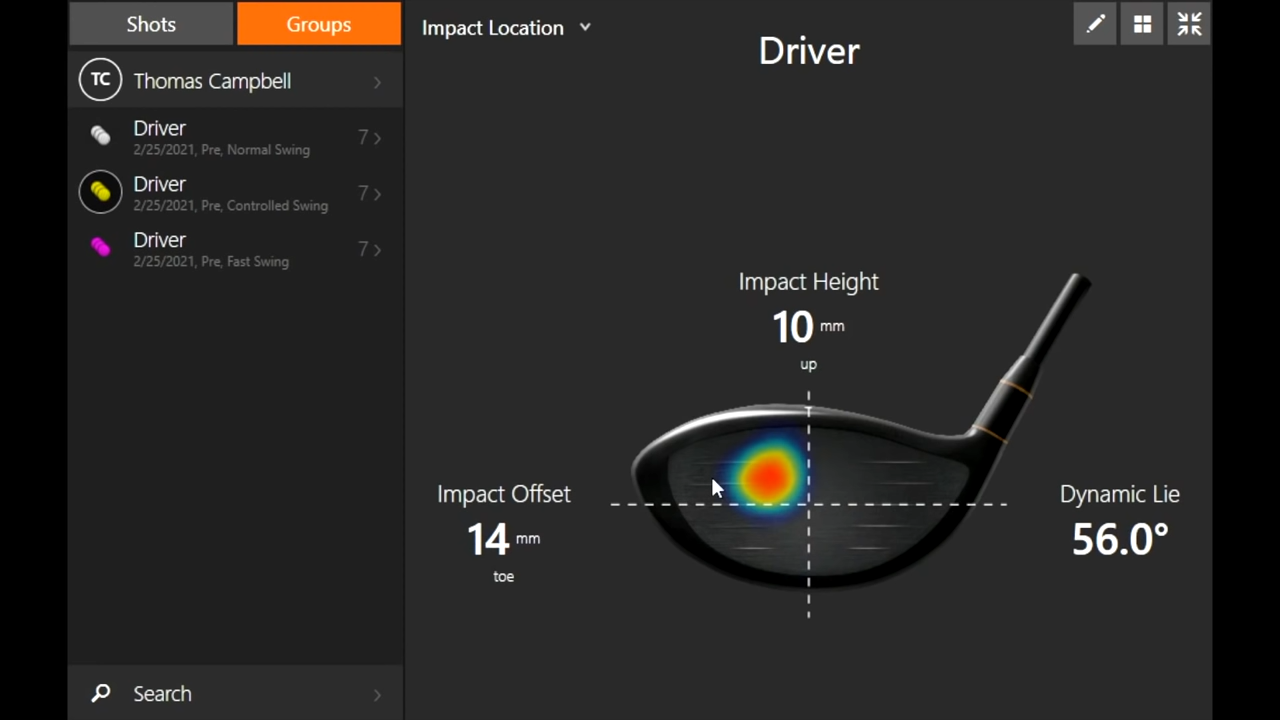 Shots
Groups
TC
Thomas Campbell
Driver
2/25/2021, Pre, Normal Swing
7
Driver
2/25/2021, Pre, Controlled Swing
7
Driver
2/25/2021, Pre, Fast Swing
7
Search
Impact Location
Driver
Impact Height
10 mm
up
Impact Offset
14 mm
toe
Dynamic Lie
56.0°